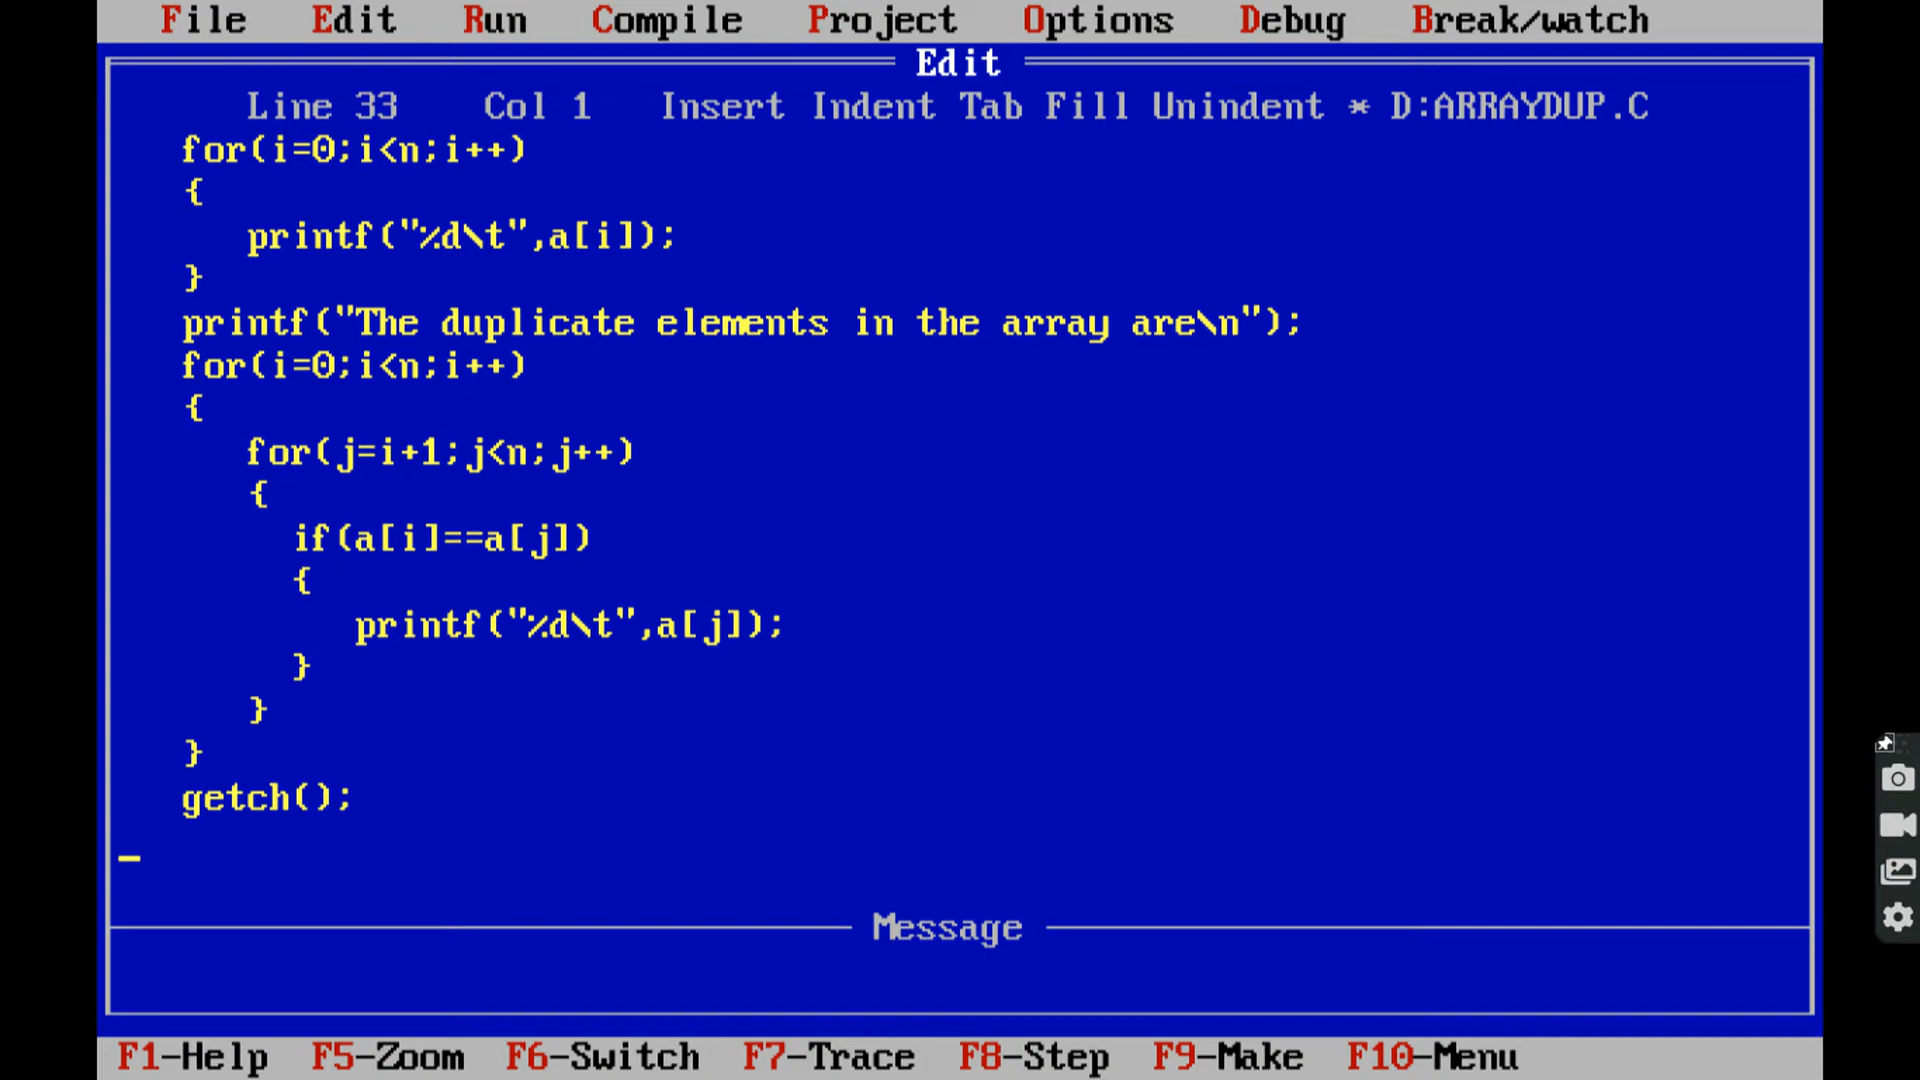 File Edit Run Compile Project Options Debug Break/watch
Edit
Line 33 Col 1 Insert Indent Tab Fill Unindent * D:ARRAYDUP.C
for(i=0;i<n;i++)
{
printf("%d\t",a[i]);
}
printf("The duplicate elements in the array are\n");
for(i=0;i<n;i++)
{
for(j=i+1;j<n;j++)
{
if(a[i]==a[j])
{
printf("%d\t",a[j]);
}
}
}
getch();
Message
F1-Help F5-Zoom F6-Switch F7-Trace F8-Step F9-Make F10-Menu